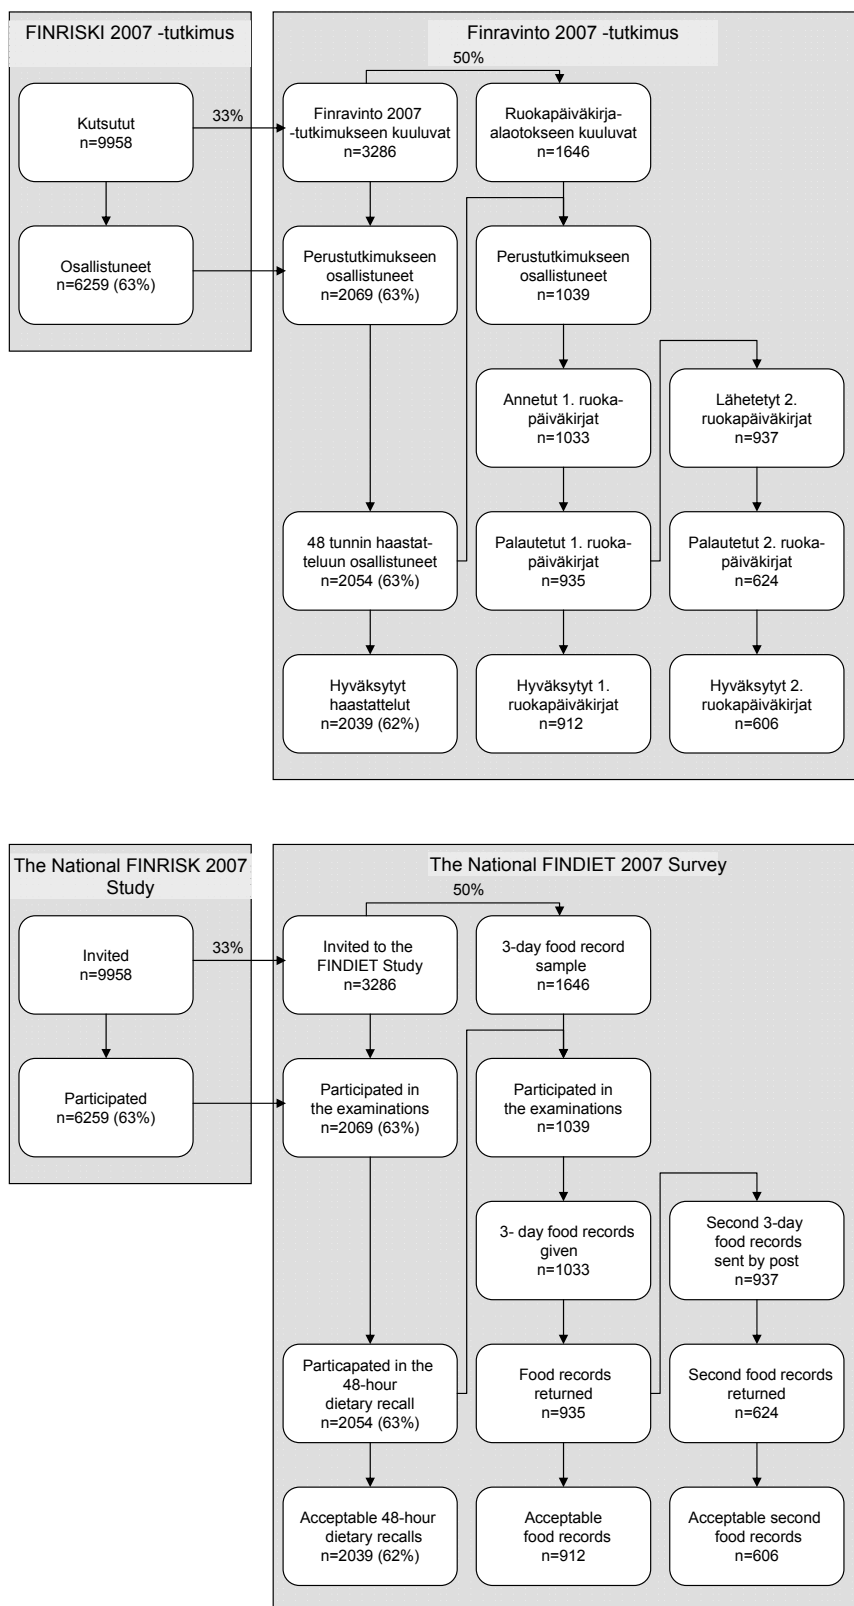 FINRISKI 2007 -tutkimus
Finravinto 2007 -tutkimus
50%
Kutsutut
n=9958
33%
Finravinto 2007
-tutkimukseen kuuluvat
n=3286
Ruokapäiväkirja-
alaotokseen kuuluvat
n=1646
Osallistuneet
n=6259 (63%)
Perustutkimukseen
osallistuneet
n=2069 (63%)
Perustutkimukseen
osallistuneet
n=1039
Annetut 1. ruoka-
päiväkirjat
n=1033
Lähetetyt 2.
ruokapäiväkirjat
n=937
48 tunnin haastat-
teluun osallistuneet
n=2054 (63%)
Palautetut 1. ruoka-
päiväkirjat
n=935
Palautetut 2. ruoka-
päiväkirjat
n=624
Hyväksytyt
haastattelut
n=2039 (62%)
Hyväksytyt 1.
ruokapäiväkirjat
n=912
Hyväksytyt 2.
ruokapäiväkirjat
n=606
The National FINRISK 2007
Study
The National FINDIET 2007 Survey
50%
Invited
n=9958
33%
Invited to the
FINDIET Study
n=3286
3-day food record
sample
n=1646
Participated
n=6259 (63%)
Participated in
the examinations
n=2069 (63%)
Participated in
the examinations
n=1039
3- day food records
given
n=1033
Second 3-day
food records
sent by post
n=937
Particapated in the
48-hour
dietary recall
n=2054 (63%)
Food records
returned
n=935
Second food records
returned
n=624
Acceptable 48-hour
dietary recalls
n=2039 (62%)
Acceptable
food records
n=912
Acceptable second
food records
n=606